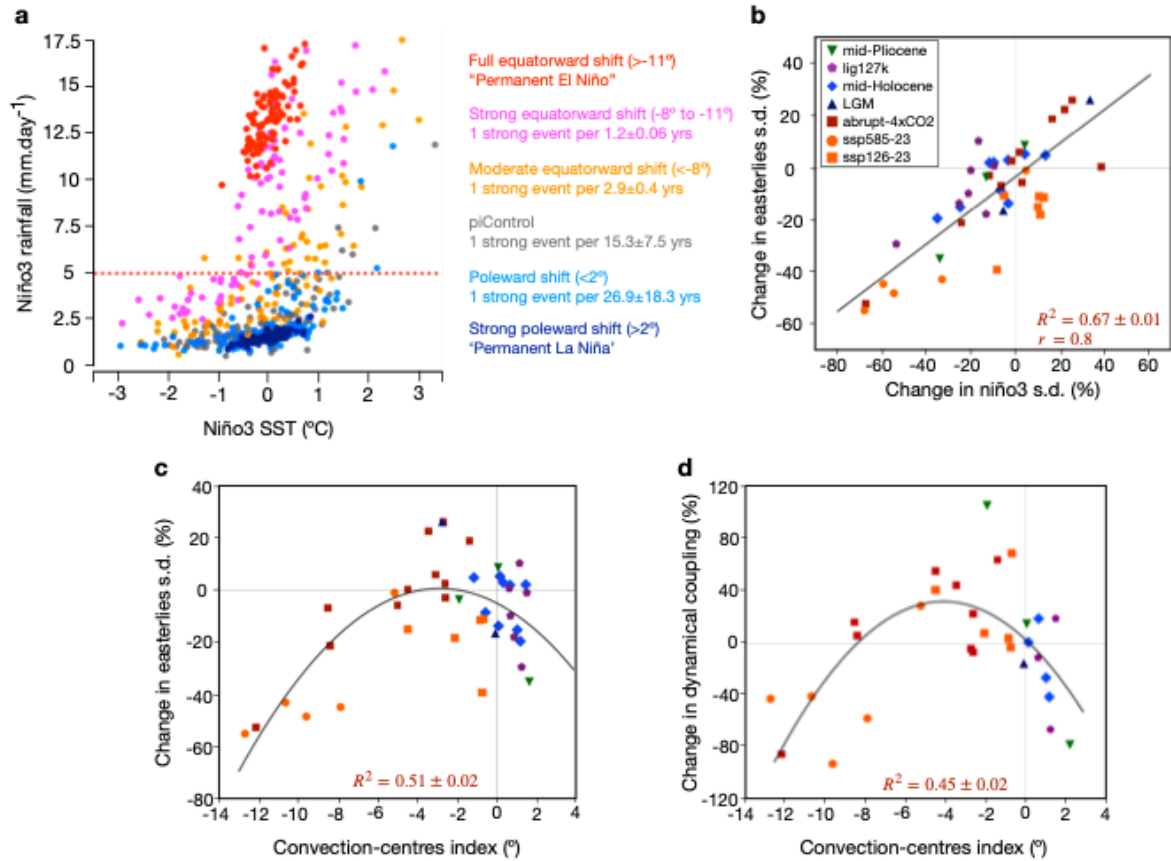 a
Niño3 rainfall (mm.day-1)
17.5
15
12.5
10
7.5
5
2.5
0
-3
-2
-1
0
1
2
3
Niño3 SST (ºC)
Full equatorward shift (>-11º)
"Permanent El Niño"
Strong equatorward shift (-8º to -11º)
1 strong event per 1.2±0.06 yrs
Moderate equatorward shift (<-8º)
1 strong event per 2.9±0.4 yrs
piControl
1 strong event per 15.3±7.5 yrs
Poleward shift (<2º)
1 strong event per 26.9±18.3 yrs
Strong poleward shift (>2º)
'Permanent La Niña'
b
Change in easterlies s.d. (%)
40
20
0
-20
-40
-60
mid-Pliocene
lig127k
mid-Holocene
LGM
abrupt-4xCO2
ssp585-23
ssp126-23
R² = 0.67 ± 0.01
r = 0.8
-80
-60
-40
-20
0
20
40
60
Change in niño3 s.d. (%)
c
Change in easterlies s.d. (%)
40
20
0
-20
-40
-60
-80
R² = 0.51 ± 0.02
-14
-12
-10
-8
-6
-4
-2
0
2
4
Convection-centres index (º)
d
Change in dynamical coupling (%)
120
80
40
0
-40
-80
-120
R² = 0.45 ± 0.02
-14
-12
-10
-8
-6
-4
-2
0
2
4
Convection-centres index (º)